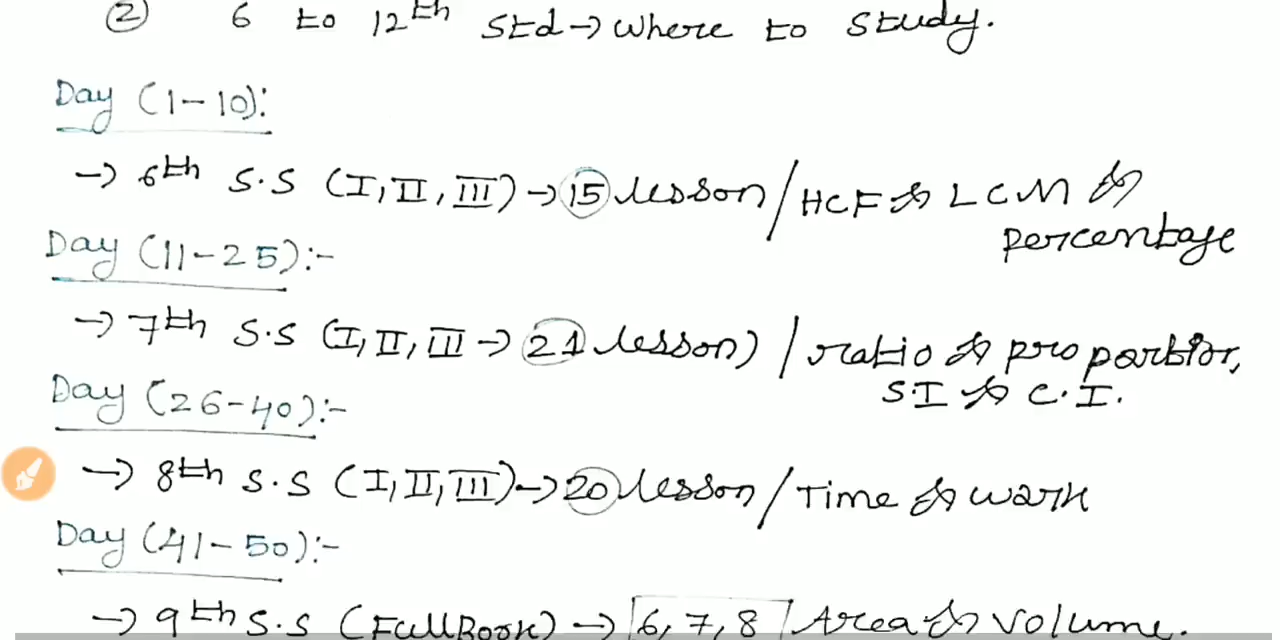 ② 6 to 12th std → where to study.
Day (1-10):
→ 6th S.S (I, II, III) → 15 lesson / HCF & LCM &
percentage
Day (11-25):-
→ 7th S.S (I, II, III → 21 lesson) / ratio & proportion,
S.I & C.I.
Day (26-40):-
→ 8th S.S (I, II, III) → 20 lesson / Time & work
Day (41-50):-
→ 9th S.S (Full Book) → 6, 7, 8 / Area & Volume.